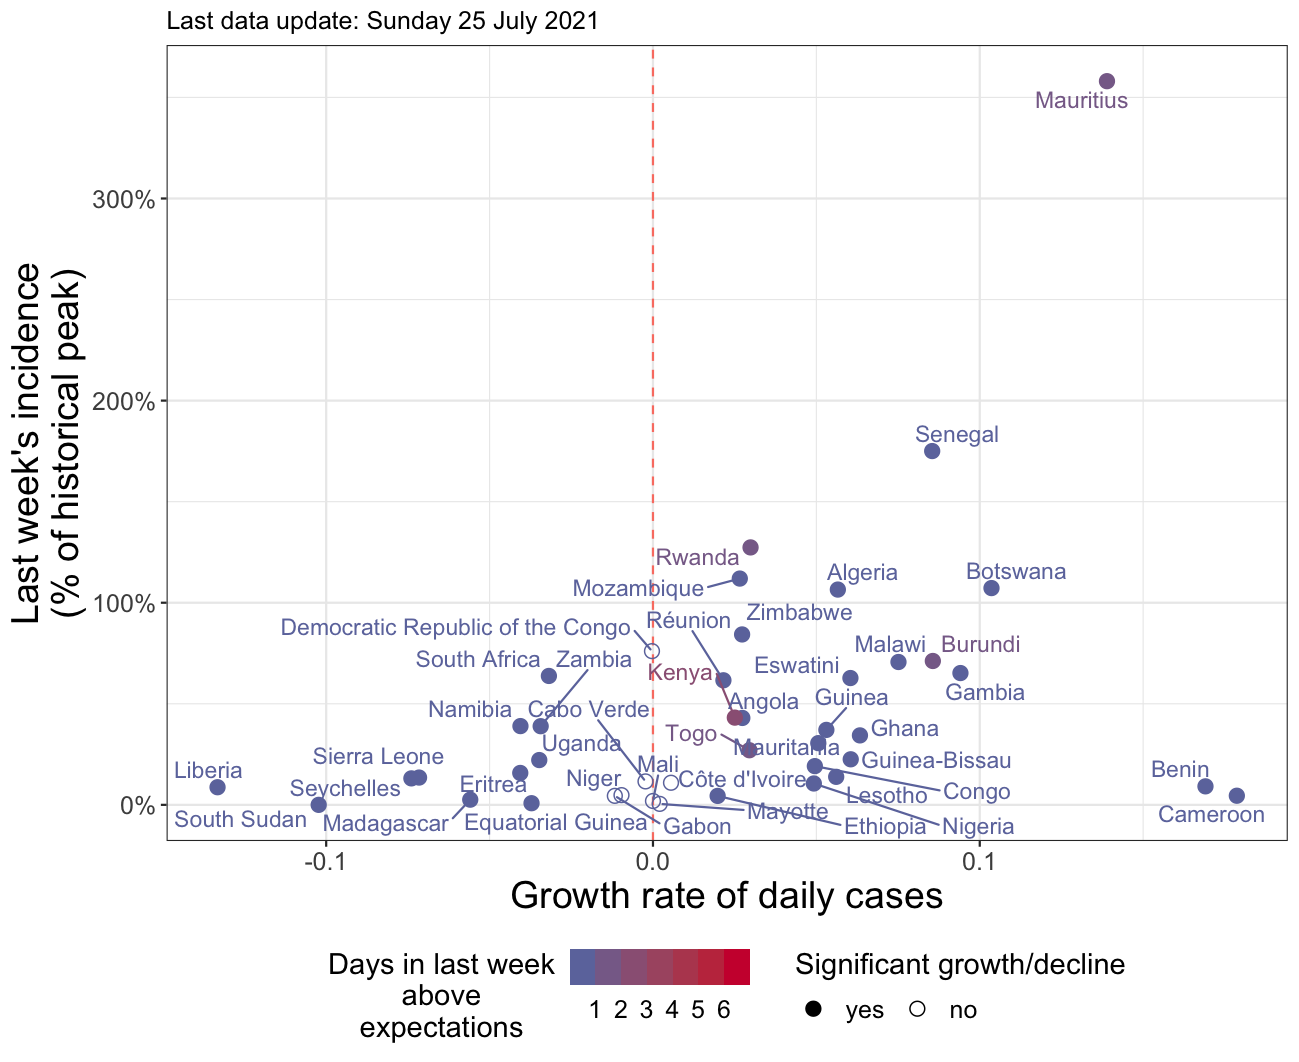 Last data update: Sunday 25 July 2021
Last week's incidence
(% of historical peak)
300%
200%
100%
0%
Mauritius
Senegal
Rwanda
Mozambique
Algeria
Botswana
Réunion
Zimbabwe
Democratic Republic of the Congo
South Africa
Zambia
Kenya
Eswatini
Malawi
Burundi
Gambia
Angola
Guinea
Namibia
Cabo Verde
Togo
Ghana
Uganda
Mauritania
Guinea-Bissau
Sierra Leone
Liberia
Mali
Benin
Seychelles
Eritrea
Niger
Côte d'Ivoire
Lesotho
Congo
South Sudan
Madagascar
Equatorial Guinea
Gabon
Mayotte
Ethiopia
Nigeria
Cameroon
-0.1
0.0
0.1
Growth rate of daily cases
Days in last week
above
expectations
1 2 3 4 5 6
Significant growth/decline
yes
no